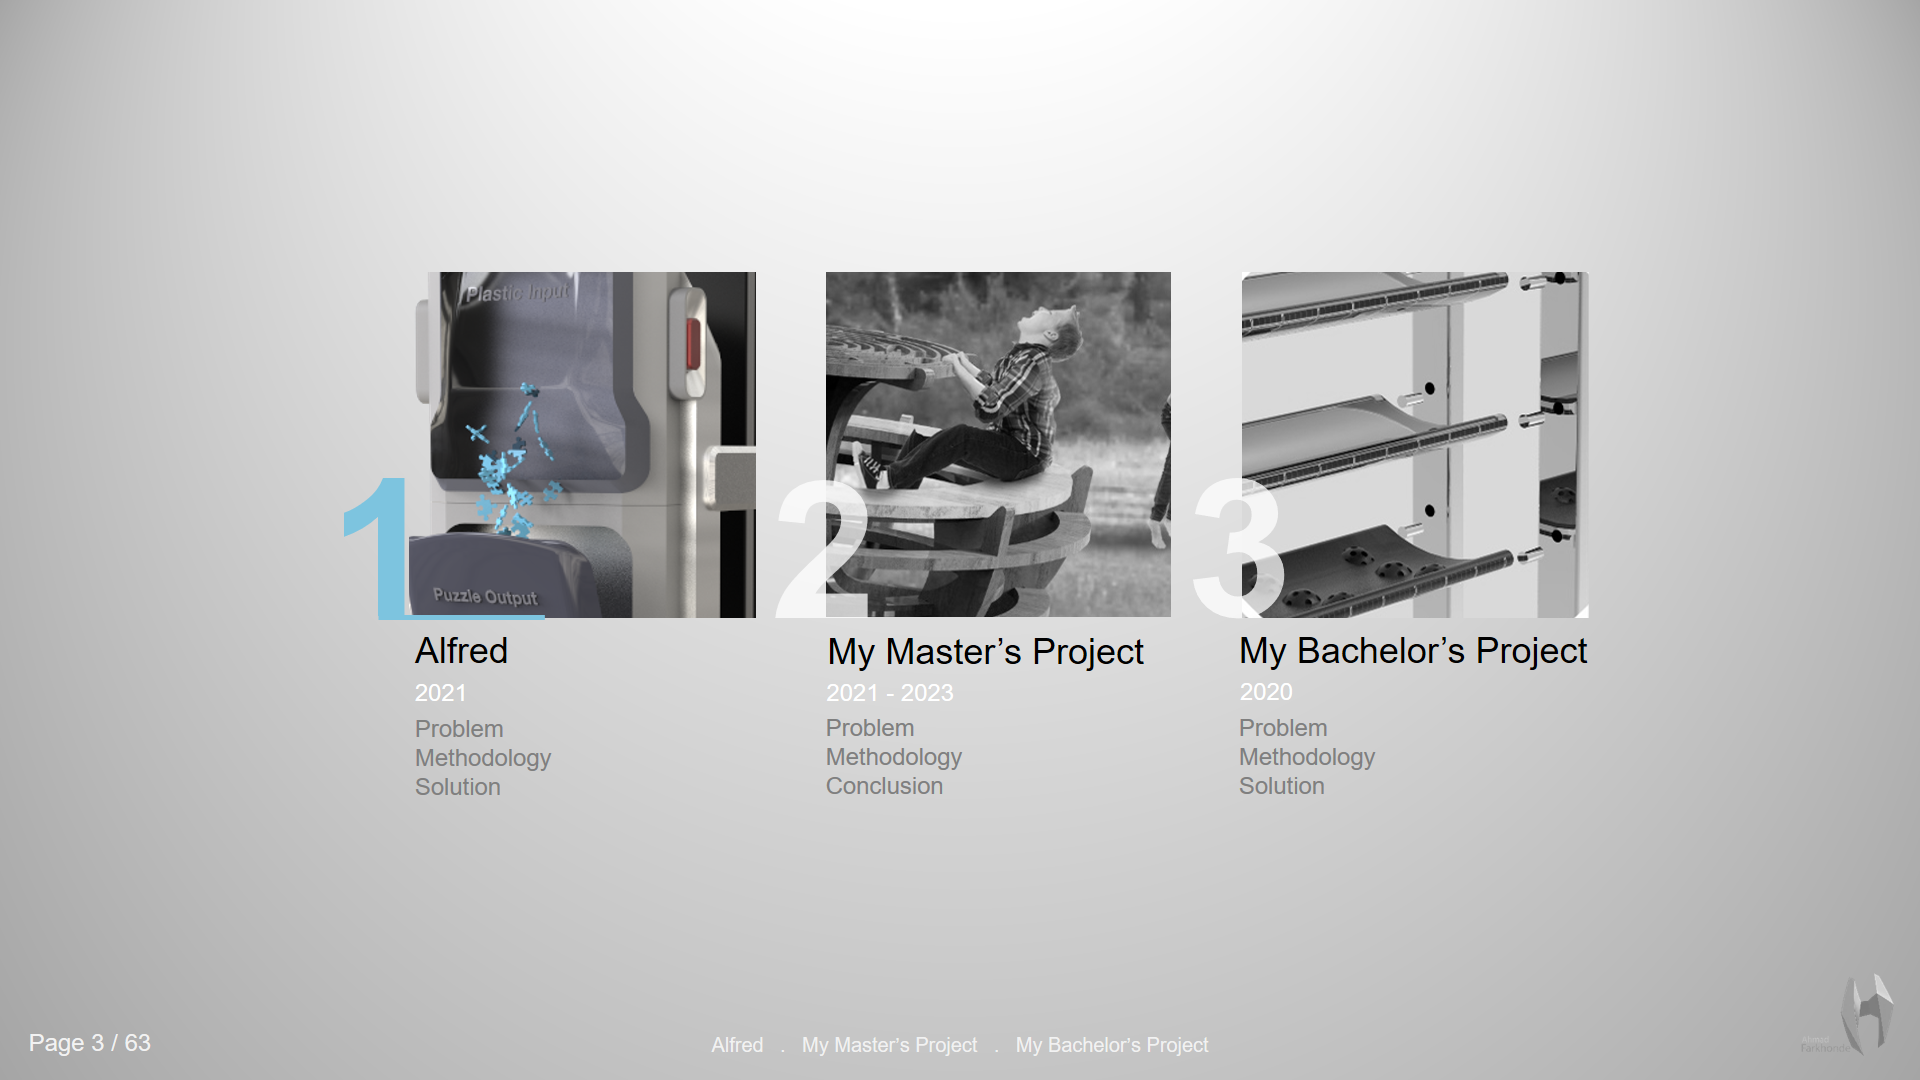 Plastic Input
Puzzle Output
1
Alfred
2021
Problem
Methodology
Solution
2
My Master’s Project
2021 - 2023
Problem
Methodology
Conclusion
3
My Bachelor’s Project
2020
Problem
Methodology
Solution
Page 3 / 63
Alfred . My Master’s Project . My Bachelor’s Project